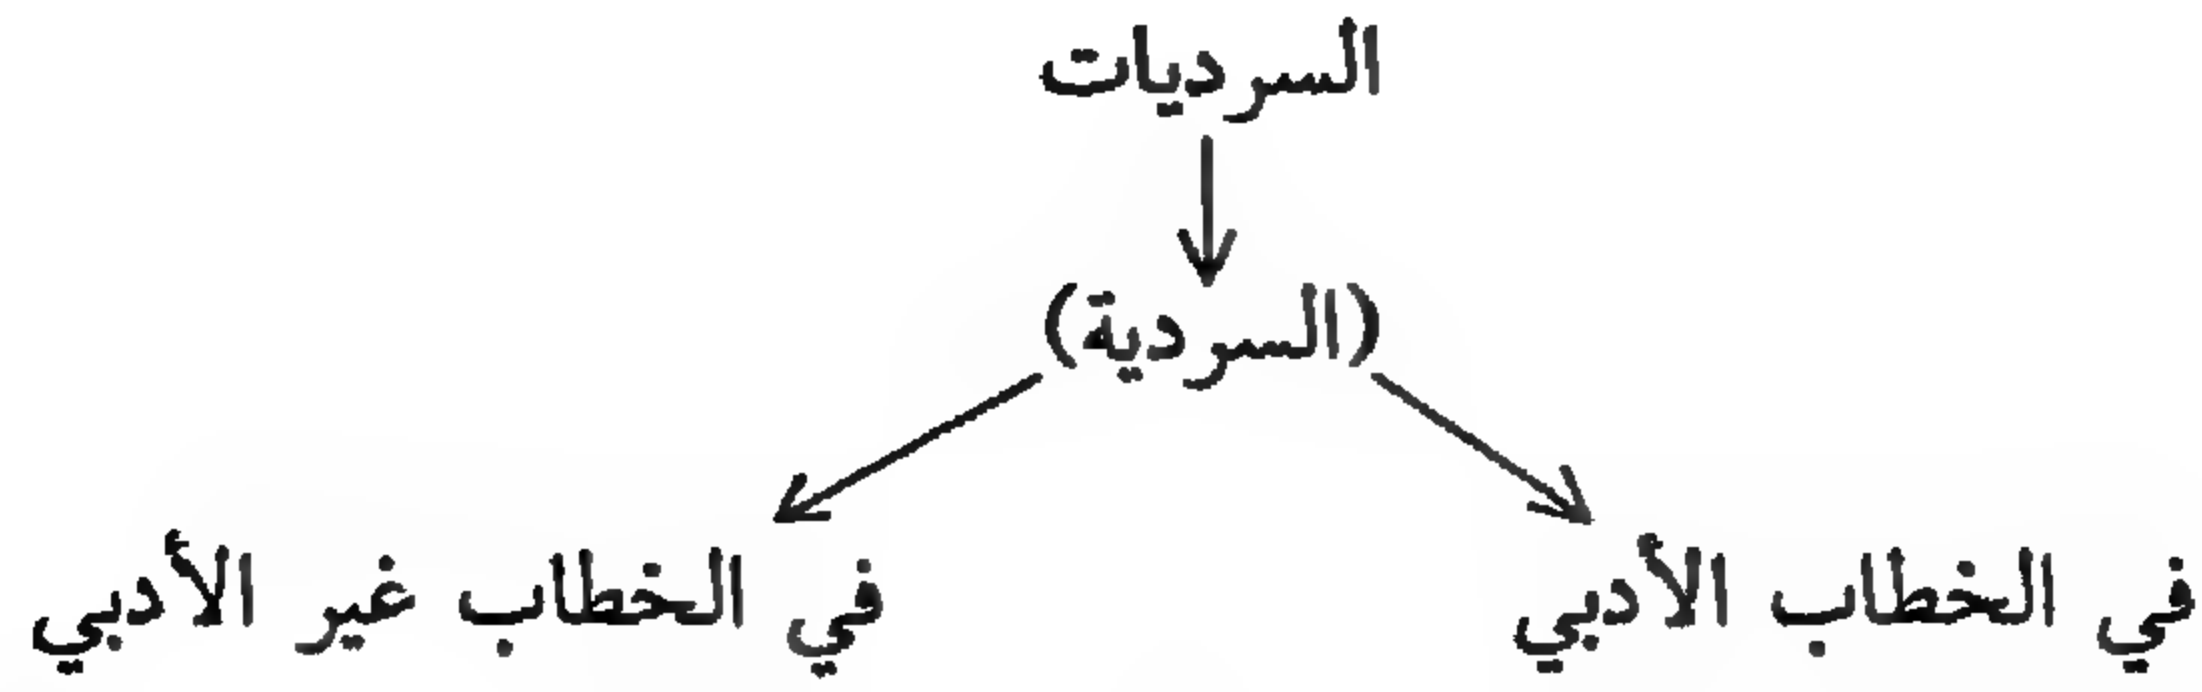 السرديات
(السردية)
في الخطاب الأدبي
في الخطاب غير الأدبي